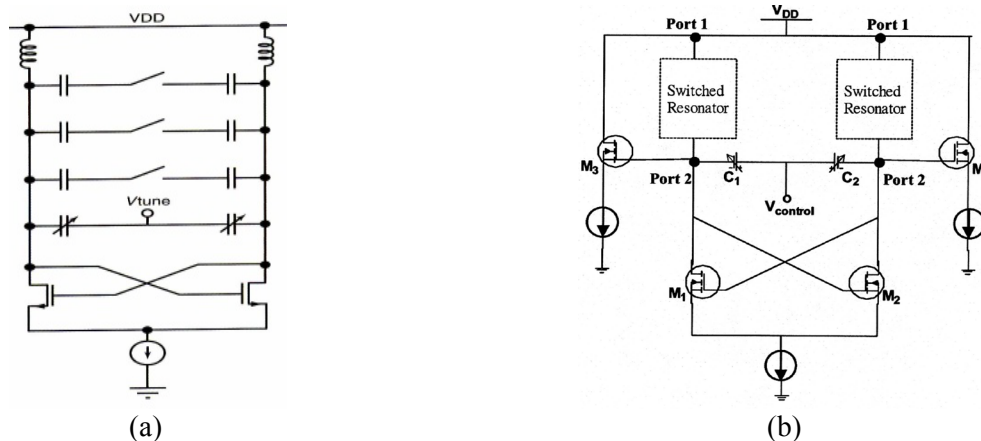 VDD
Vtune
(a)
VDD
Port 1
Port 1
Switched
Resonator
Switched
Resonator
M3
M
Port 2
C1
C2
Port 2
Vcontrol
M1
M2
(b)